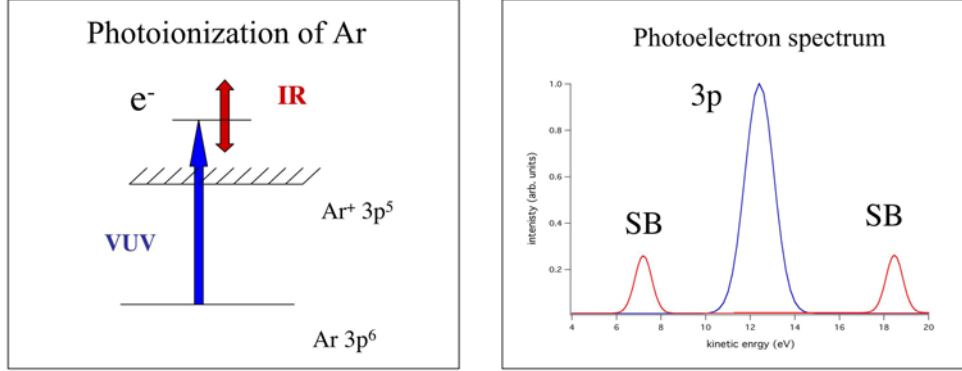 Photoionization of Ar
e-
IR
Ar+ 3p5
VUV
Ar 3p6
Photoelectron spectrum
1.0
3p
0.8
intenisty (arb. units)
0.6
0.4
SB
SB
0.2
4 6 8 10 12 14 16 18 20
kinetic enrgy (eV)